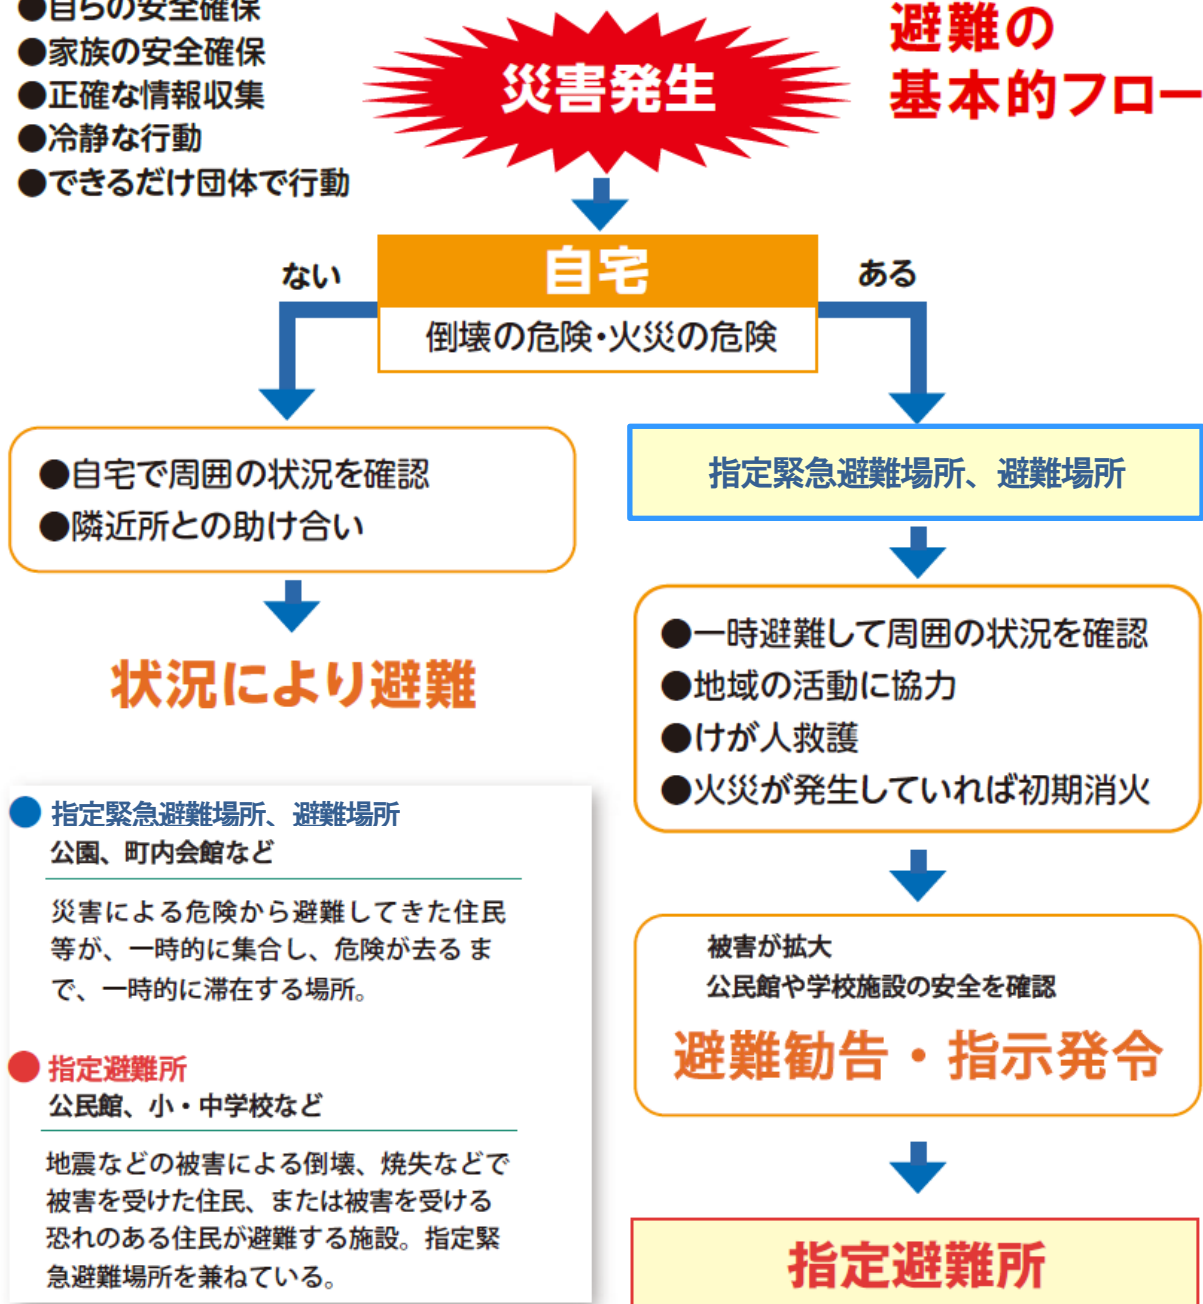 ●自らの安全確保
●家族の安全確保
●正確な情報収集
●冷静な行動
●できるだけ団体で行動
災害発生
避難の
基本的フロー
自宅
倒壊の危険・火災の危険
ない
ある
●自宅で周囲の状況を確認
●隣近所との助け合い
状況により避難
指定緊急避難場所、避難場所
●一時避難して周囲の状況を確認
●地域の活動に協力
●けが人救護
●火災が発生していれば初期消火
被害が拡大
公民館や学校施設の安全を確認
避難勧告・指示発令
指定避難所
●指定緊急避難場所、避難場所
公園、町内会館など
災害による危険から避難してきた住民
等が、一時的に集合し、危険が去る ま
で、一時的に滞在する場所。
●指定避難所
公民館、小・中学校など
地震などの被害による倒壊、焼失などで
被害を受けた住民、または被害を受ける
恐れのある住民が避難する施設。指定緊
急避難場所を兼ねている。